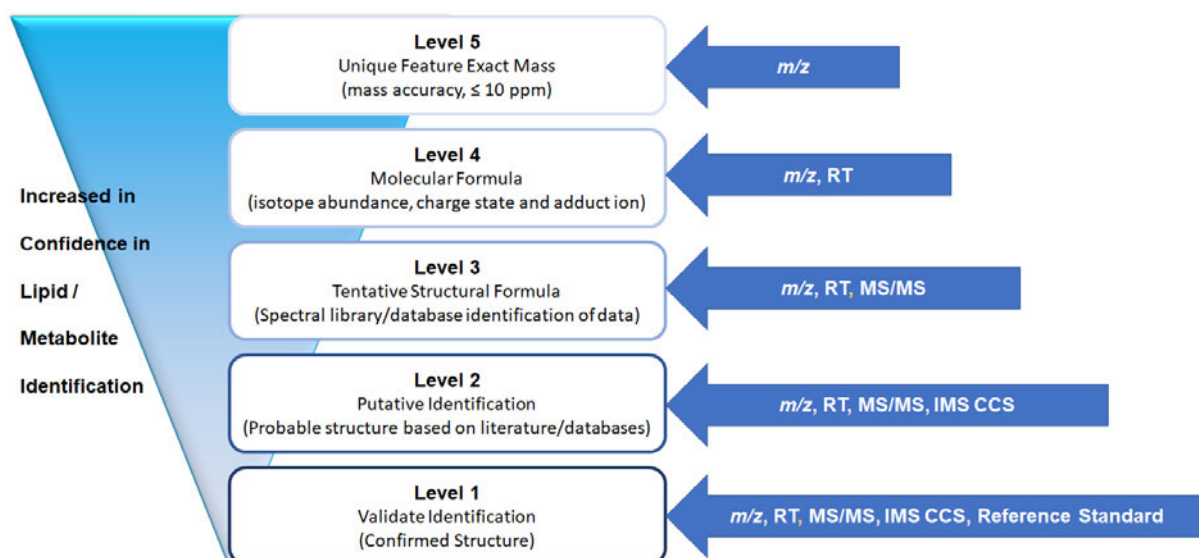 Level 5
Unique Feature Exact Mass
(mass accuracy, ≤ 10 ppm)
m/z
Level 4
Molecular Formula
(isotope abundance, charge state and adduct ion)
m/z, RT
Increased in
Confidence in
Lipid /
Metabolite
Identification
Level 3
Tentative Structural Formula
(Spectral library/database identification of data)
m/z, RT, MS/MS
Level 2
Putative Identification
(Probable structure based on literature/databases)
m/z, RT, MS/MS, IMS CCS
Level 1
Validate Identification
(Confirmed Structure)
m/z, RT, MS/MS, IMS CCS, Reference Standard